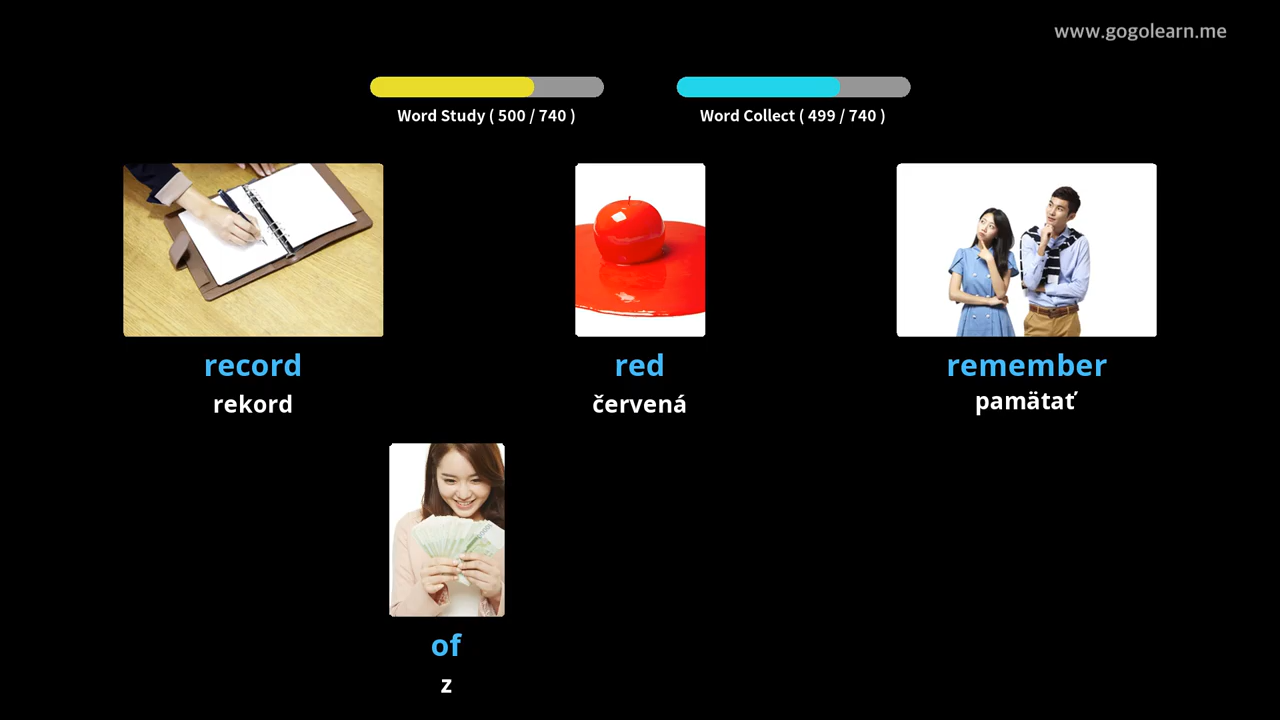 www.gogolearn.me
Word Study ( 500 / 740 )
Word Collect ( 499 / 740 )
record
rekord
red
červená
remember
pamätať
of
z